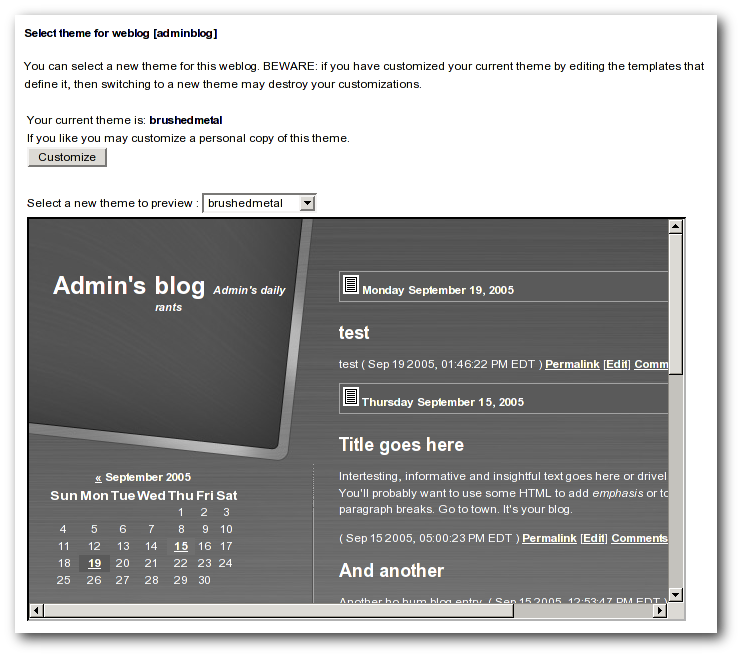 Select theme for weblog [adminblog]
You can select a new theme for this weblog. BEWARE: if you have customized your current theme by editing the templates that
define it, then switching to a new theme may destroy your customizations.
Your current theme is: brushedmetal
If you like you may customize a personal copy of this theme.
Customize
Select a new theme to preview : brushedmetal
Admin's blog Admin's daily
rants
« September 2005
Sun Mon Tue Wed Thu Fri Sat
1 2 3
4 5 6 7 8 9 10
11 12 13 14 15 16 17
18 19 20 21 22 23 24
25 26 27 28 29 30
Monday September 19, 2005
test
test ( Sep 19 2005, 01:46:22 PM EDT ) Permalink [Edit] Comm
Thursday September 15, 2005
Title goes here
Intertesting, informative and insightful text goes here or drivel
You'll probably want to use some HTML to add emphasis or to
paragraph breaks. Go to town. It's your blog.
( Sep 15 2005, 05:00:23 PM EDT ) Permalink [Edit] Comments
And another
Another ho hum blog entry. ( Sep 15 2005, 12:53:47 PM EDT )